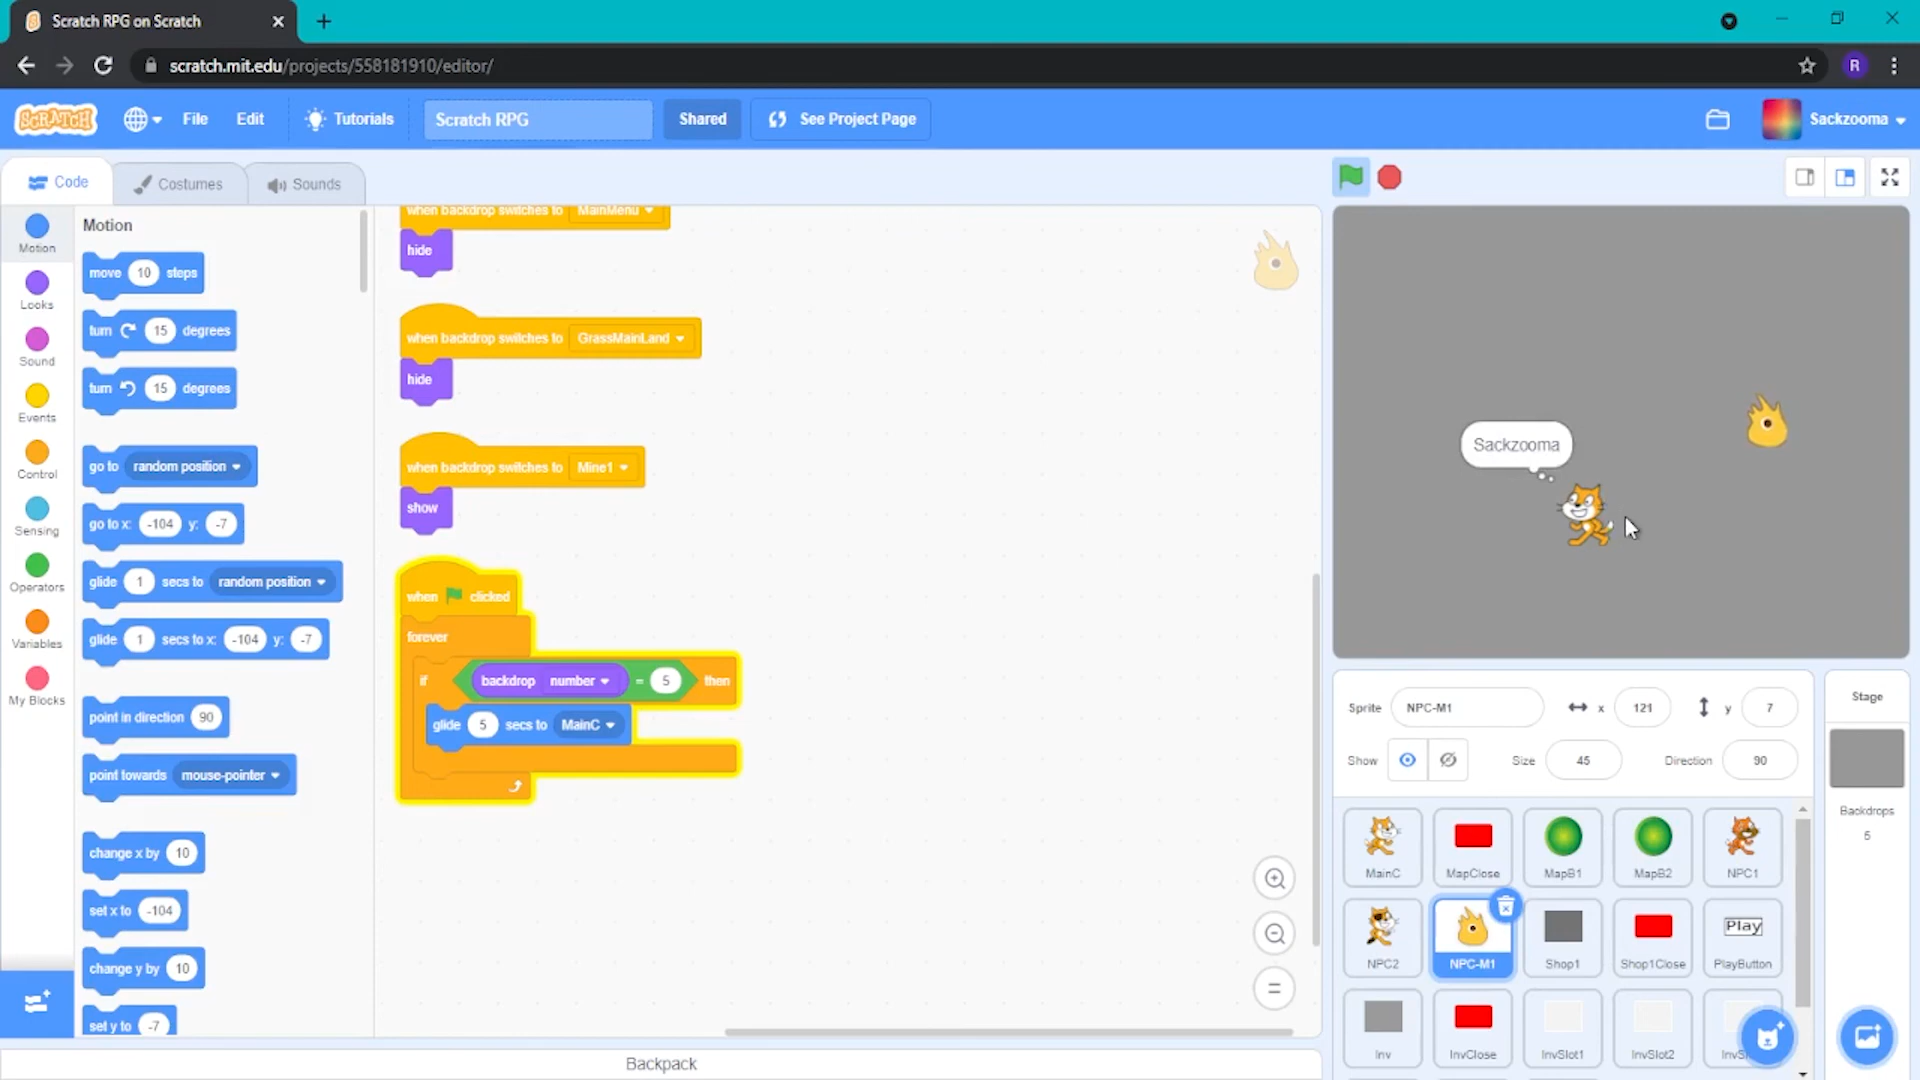 Scratch RPG on Scratch
scratch.mit.edu/projects/558181910/editor/
R
SCRATCH
File
Edit
Tutorials
Scratch RPG
Shared
See Project Page
Sackzooma
Code
Costumes
Sounds
Motion
Looks
Sound
Events
Control
Sensing
Operators
Variables
My Blocks
Motion
move 10 steps
turn 15 degrees
turn 15 degrees
go to random position
go to x: -104 y: -7
glide 1 secs to random position
glide 1 secs to x: -104 y: -7
point in direction 90
point towards mouse-pointer
change x by 10
set x to -104
change y by 10
set y to -7
when backdrop switches to MainMenu
hide
when backdrop switches to GrassMainLand
hide
when backdrop switches to Mine1
show
when clicked
forever
if backdrop number = 5 then
glide 5 secs to MainC
Sackzooma
Sprite NPC-M1 x 121 y 7
Show Size 45 Direction 90
MainC
MapClose
MapB1
MapB2
NPC1
NPC2
NPC-M1
Shop1
Shop1Close
Play
PlayButton
Inv
InvClose
InvSlot1
InvSlot2
Stage
Backdrops
5
Backpack